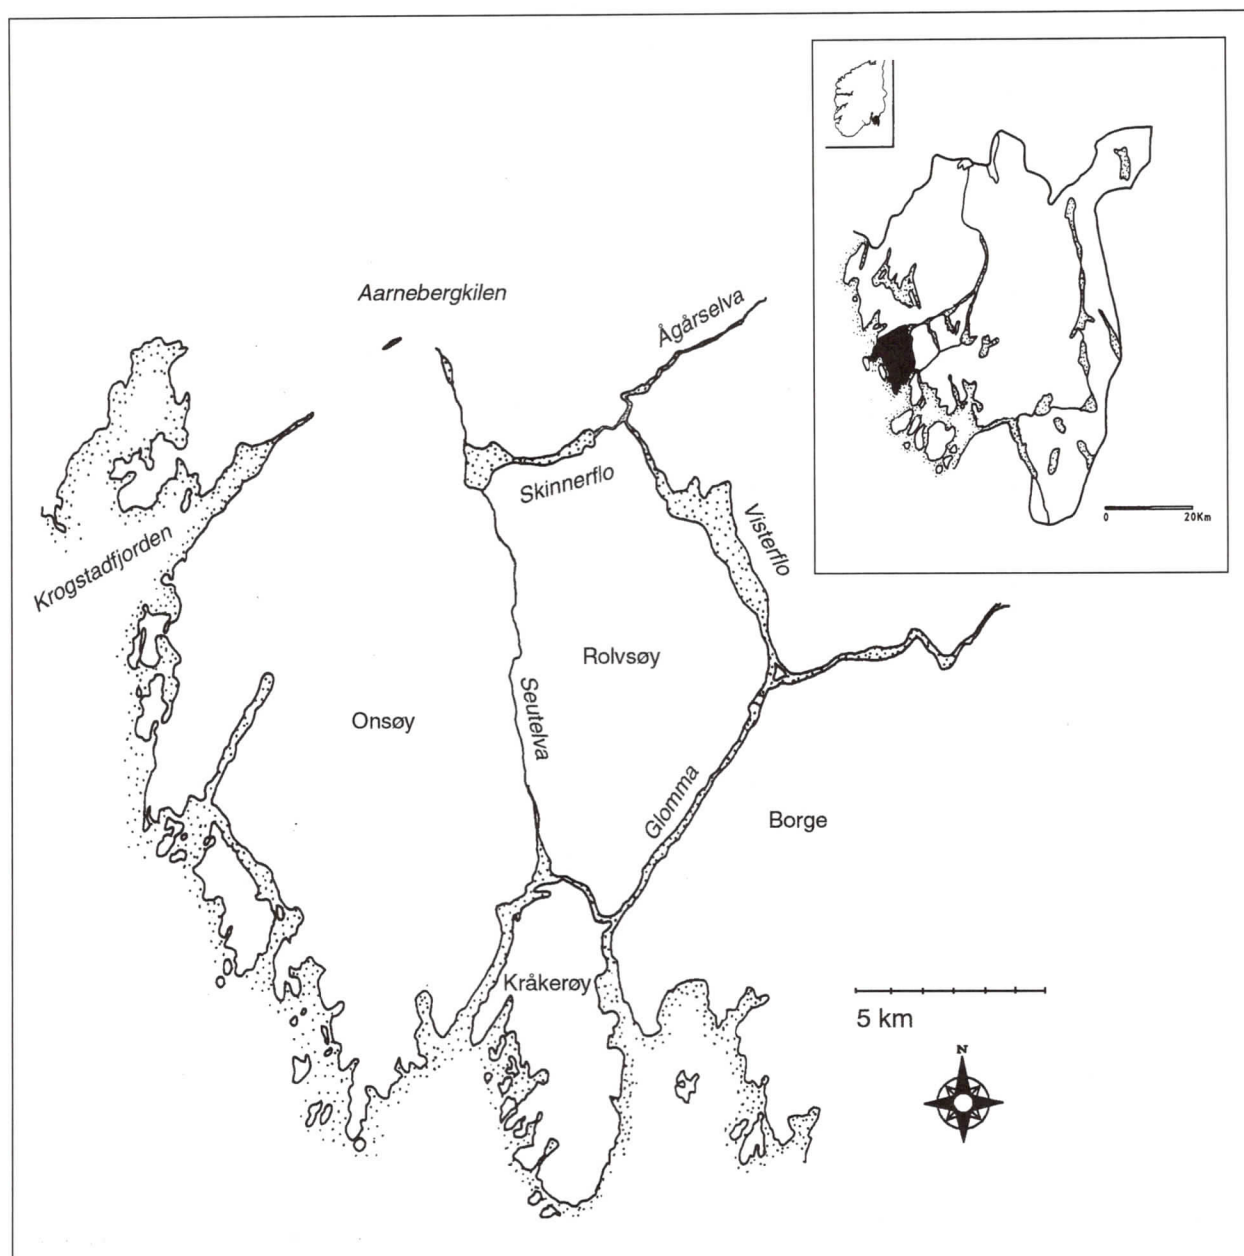 Aarnebergkilen
Ågårselva
Skinnerflo
Visterflo
Krogstadfjorden
Rolvsøy
Onsøy
Seutelva
Glomma
Borge
Kråkerøy
5 km
N
0 20Km